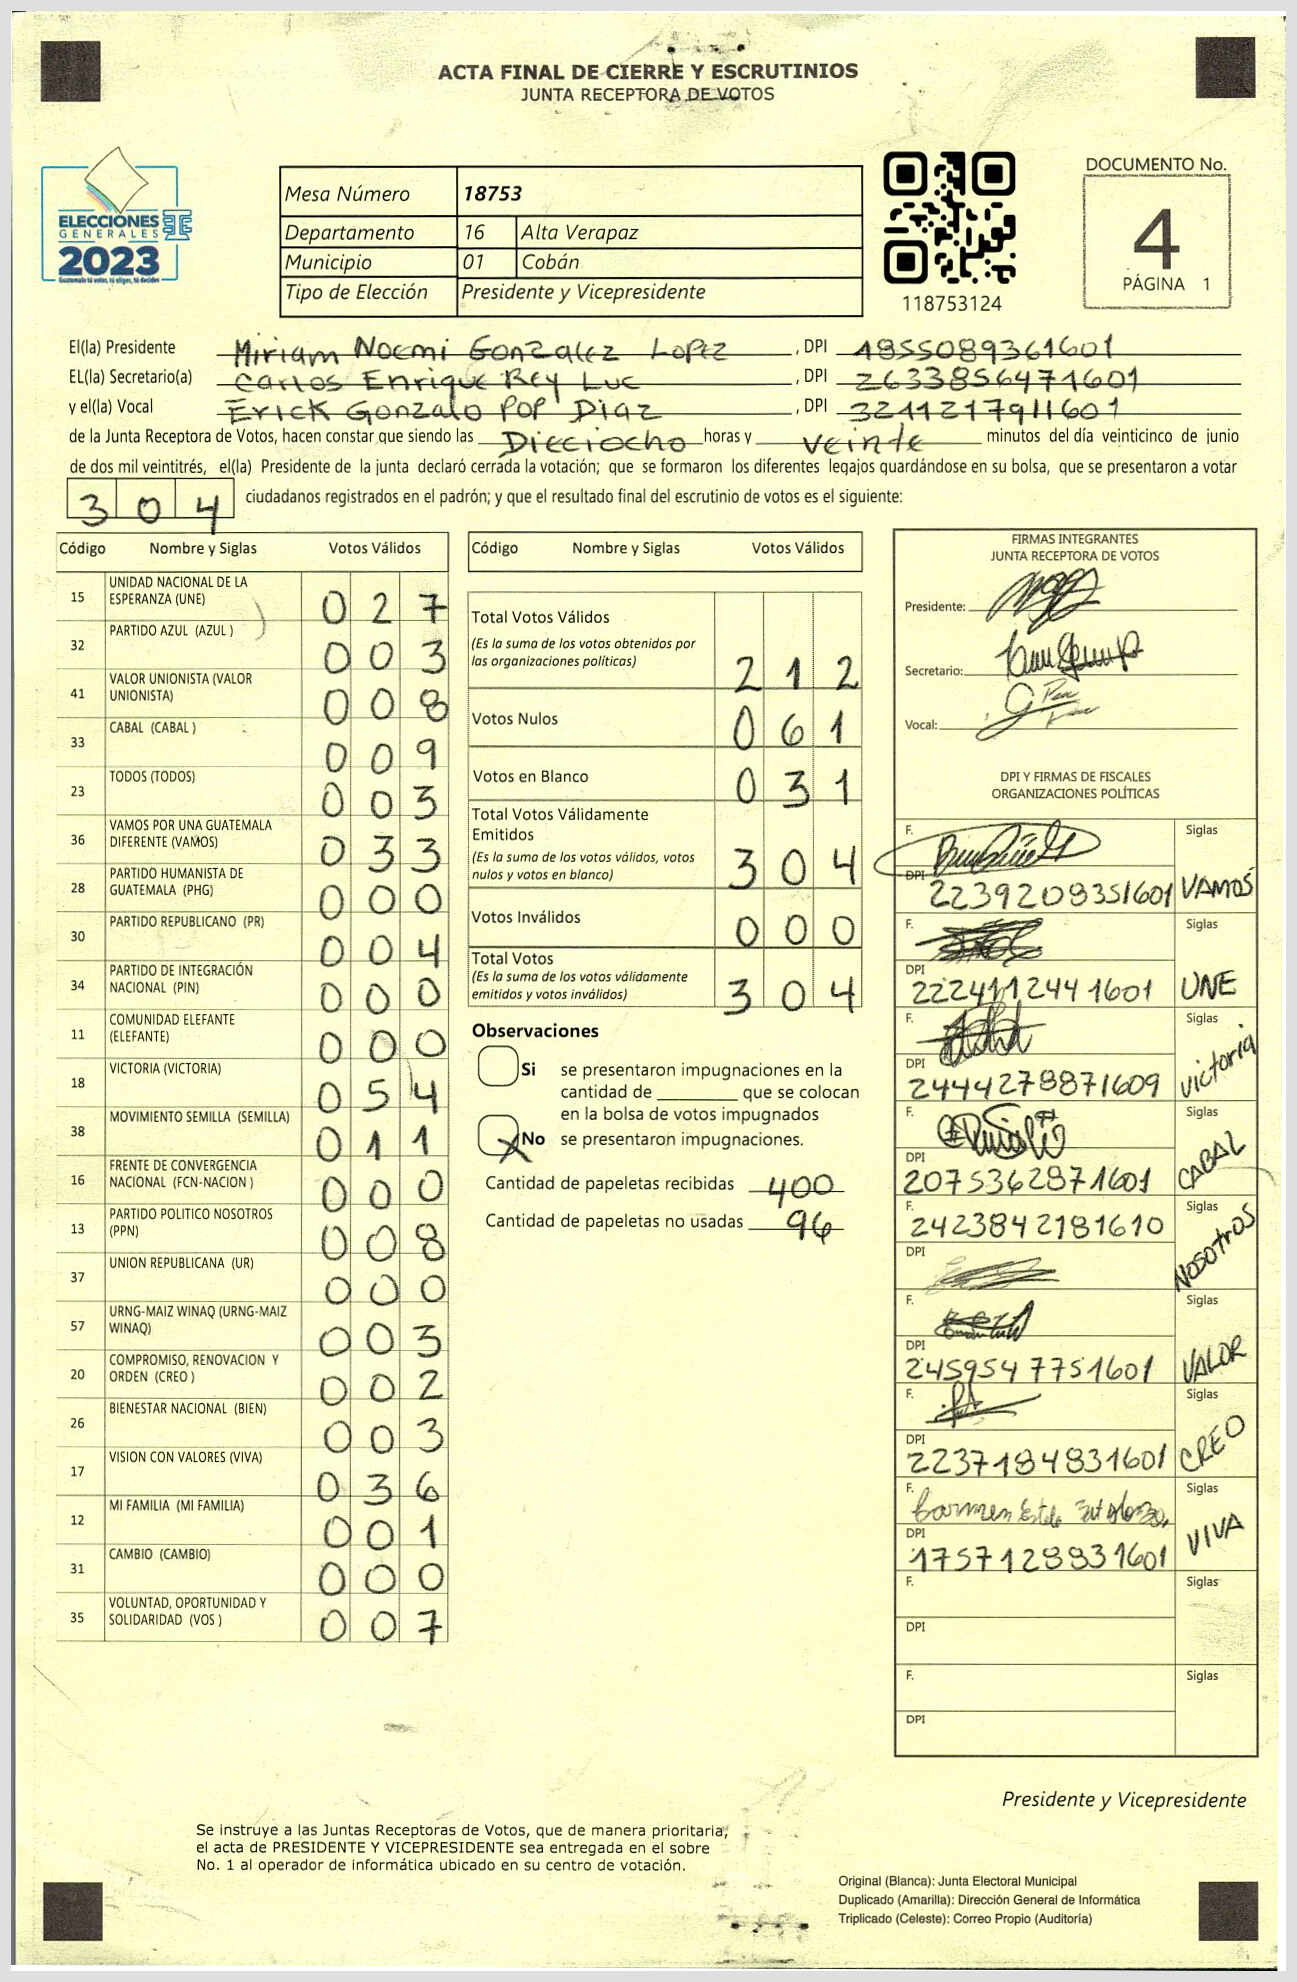 ACTA FINAL DE CIERRE Y ESCRUTINIOS
JUNTA RECEPTORA DE VOTOS
ELECCIONES
GENERALES
2023
Guatemala tú votas, tú eliges, tú decides
Mesa Número 18753
Departamento 16 Alta Verapaz
Municipio 01 Cobán
Tipo de Elección Presidente y Vicepresidente
118753124
DOCUMENTO No.
4
PÁGINA 1
El(la) Presidente Miriam Noemi Gonzalez Lopez , DPI 1855089361601
EL(la) Secretario(a) Carlos Enrique Rey Luc , DPI 2633856471601
y el(la) Vocal Erick Gonzalo Pop Diaz , DPI 3211217911601
de la Junta Receptora de Votos, hacen constar que siendo las Dieciocho horas y veinte minutos del día veinticinco de junio
de dos mil veintitrés, el(la) Presidente de la junta declaró cerrada la votación; que se formaron los diferentes legajos quardándose en su bolsa, que se presentaron a votar
304 ciudadanos registrados en el padrón; y que el resultado final del escrutinio de votos es el siguiente:
Código Nombre y Siglas Votos Válidos
15 UNIDAD NACIONAL DE LA ESPERANZA (UNE) 027
32 PARTIDO AZUL (AZUL ) 003
41 VALOR UNIONISTA (VALOR UNIONISTA) 008
33 CABAL (CABAL ) 009
23 TODOS (TODOS) 003
36 VAMOS POR UNA GUATEMALA DIFERENTE (VAMOS) 033
28 PARTIDO HUMANISTA DE GUATEMALA (PHG) 000
30 PARTIDO REPUBLICANO (PR) 004
34 PARTIDO DE INTEGRACIÓN NACIONAL (PIN) 000
11 COMUNIDAD ELEFANTE (ELEFANTE) 000
18 VICTORIA (VICTORIA) 054
38 MOVIMIENTO SEMILLA (SEMILLA) 011
16 FRENTE DE CONVERGENCIA NACIONAL (FCN-NACION ) 000
13 PARTIDO POLITICO NOSOTROS (PPN) 008
37 UNION REPUBLICANA (UR) 000
57 URNG-MAIZ WINAQ (URNG-MAIZ WINAQ) 003
20 COMPROMISO, RENOVACION Y ORDEN (CREO ) 002
26 BIENESTAR NACIONAL (BIEN) 003
17 VISION CON VALORES (VIVA) 036
12 MI FAMILIA (MI FAMILIA) 001
31 CAMBIO (CAMBIO) 000
35 VOLUNTAD, OPORTUNIDAD Y SOLIDARIDAD (VOS ) 007
Código Nombre y Siglas Votos Válidos
Total Votos Válidos
(Es la suma de los votos obtenidos por
las organizaciones políticas) 212
Votos Nulos 061
Votos en Blanco 031
Total Votos Válidamente
Emitidos
(Es la suma de los votos válidos, votos
nulos y votos en blanco) 304
Votos Inválidos 000
Total Votos
(Es la suma de los votos válidamente
emitidos y votos inválidos) 304
Observaciones
Si se presentaron impugnaciones en la
cantidad de ________ que se colocan
en la bolsa de votos impugnados
X No se presentaron impugnaciones.
Cantidad de papeletas recibidas 400
Cantidad de papeletas no usadas 96
FIRMAS INTEGRANTES
JUNTA RECEPTORA DE VOTOS
Presidente:
Secretario:
Vocal:
DPI Y FIRMAS DE FISCALES
ORGANIZACIONES POLÍTICAS
F. Siglas
DPI 2239208351601 VAMOS
F. Siglas
DPI 2224112441601 UNE
F. Siglas
DPI 2444278871609 victoria
F. Siglas
DPI 2075362871601 CABAL
F. 2423842181610 Siglas
DPI NOSOTROS
F. Siglas
DPI 2459547751601 VALOR
F. Siglas
DPI 2237184831601 CREO
F. Carmen Siglas
DPI 1757128831601 VIVA
F. Siglas
DPI
F. Siglas
DPI
Presidente y Vicepresidente
Se instruye a las Juntas Receptoras de Votos, que de manera prioritaria,
el acta de PRESIDENTE Y VICEPRESIDENTE sea entregada en el sobre
No. 1 al operador de informática ubicado en su centro de votación.
Original (Blanca): Junta Electoral Municipal
Duplicado (Amarilla): Dirección General de Informática
Triplicado (Celeste): Correo Propio (Auditoría)